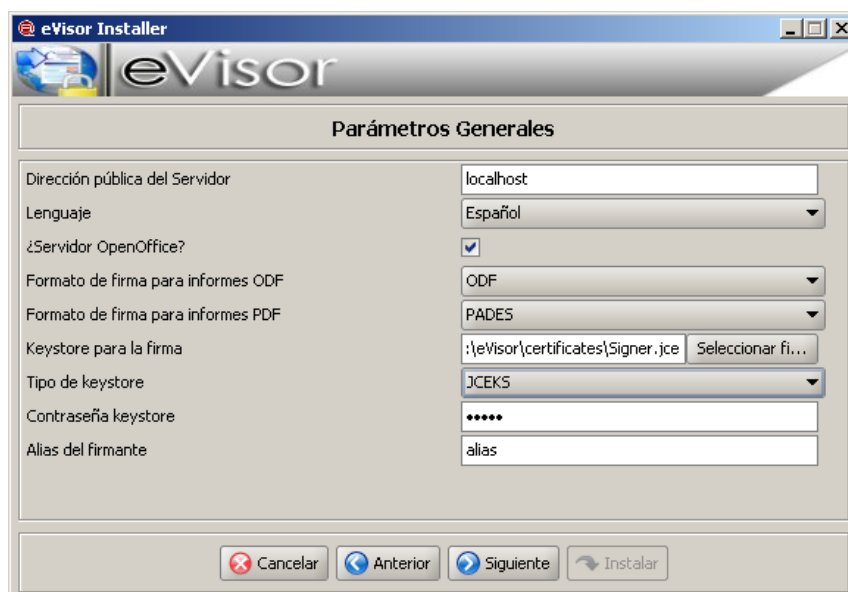 eVisor Installer
eVisor
Parámetros Generales
Dirección pública del Servidor localhost
Lenguaje Español
¿Servidor OpenOffice?
Formato de firma para informes ODF ODF
Formato de firma para informes PDF PADES
Keystore para la firma :\eVisor\certificates\Signer.jce Seleccionar fi...
Tipo de keystore JCEKS
Contraseña keystore •••••
Alias del firmante alias
Cancelar Anterior Siguiente Instalar